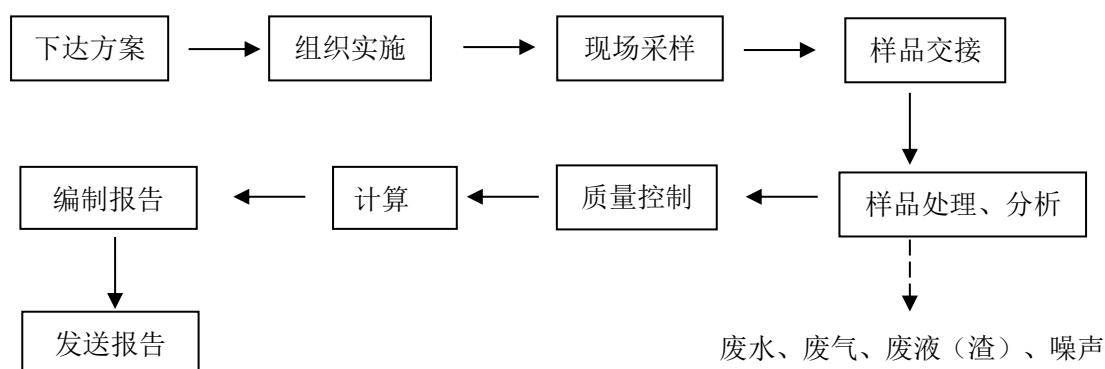 下达方案
组织实施
现场采样
样品交接
编制报告
计算
质量控制
样品处理、分析
发送报告
废水、废气、废液（渣）、噪声